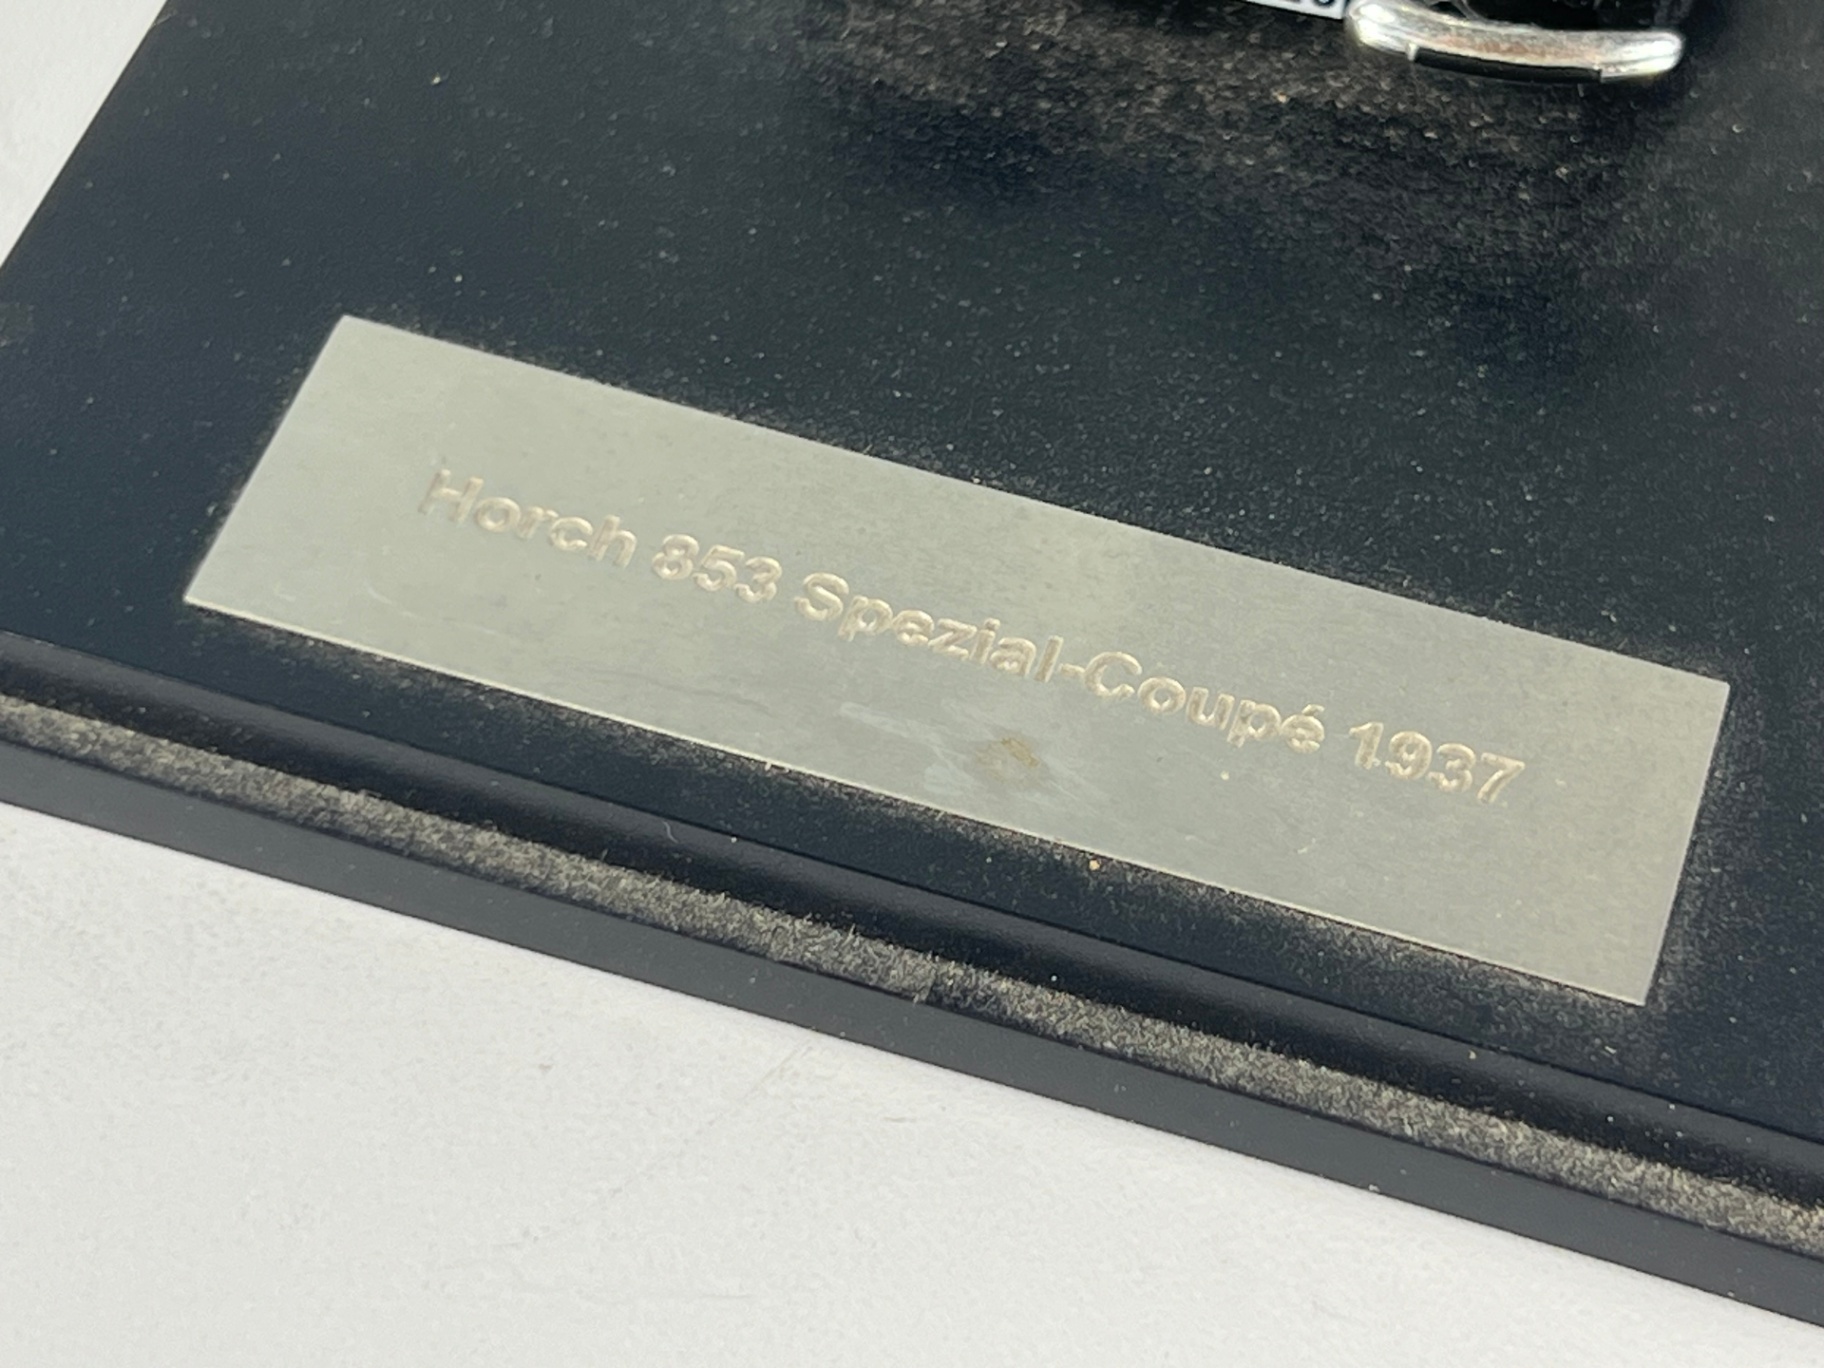 Horch 853 Spezial-Coupé 1937